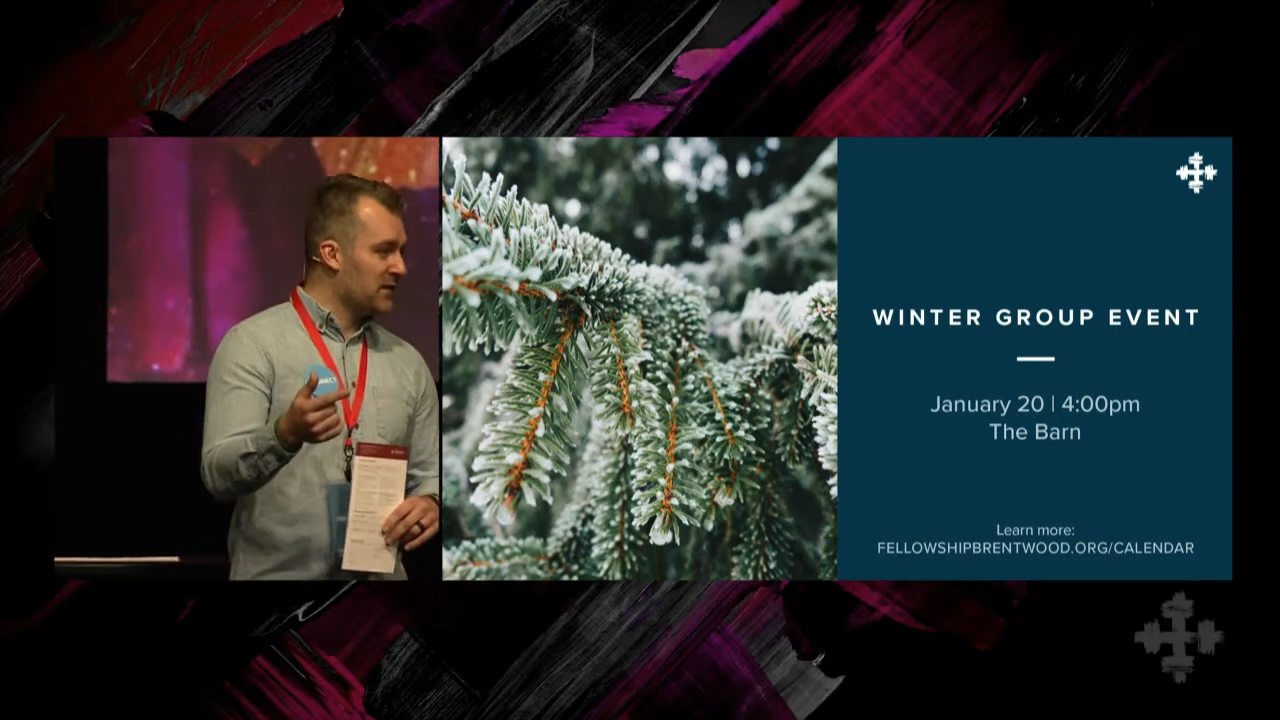 WINTER GROUP EVENT
January 20 | 4:00pm
The Barn
Learn more:
FELLOWSHIPBRENTWOOD.ORG/CALENDAR